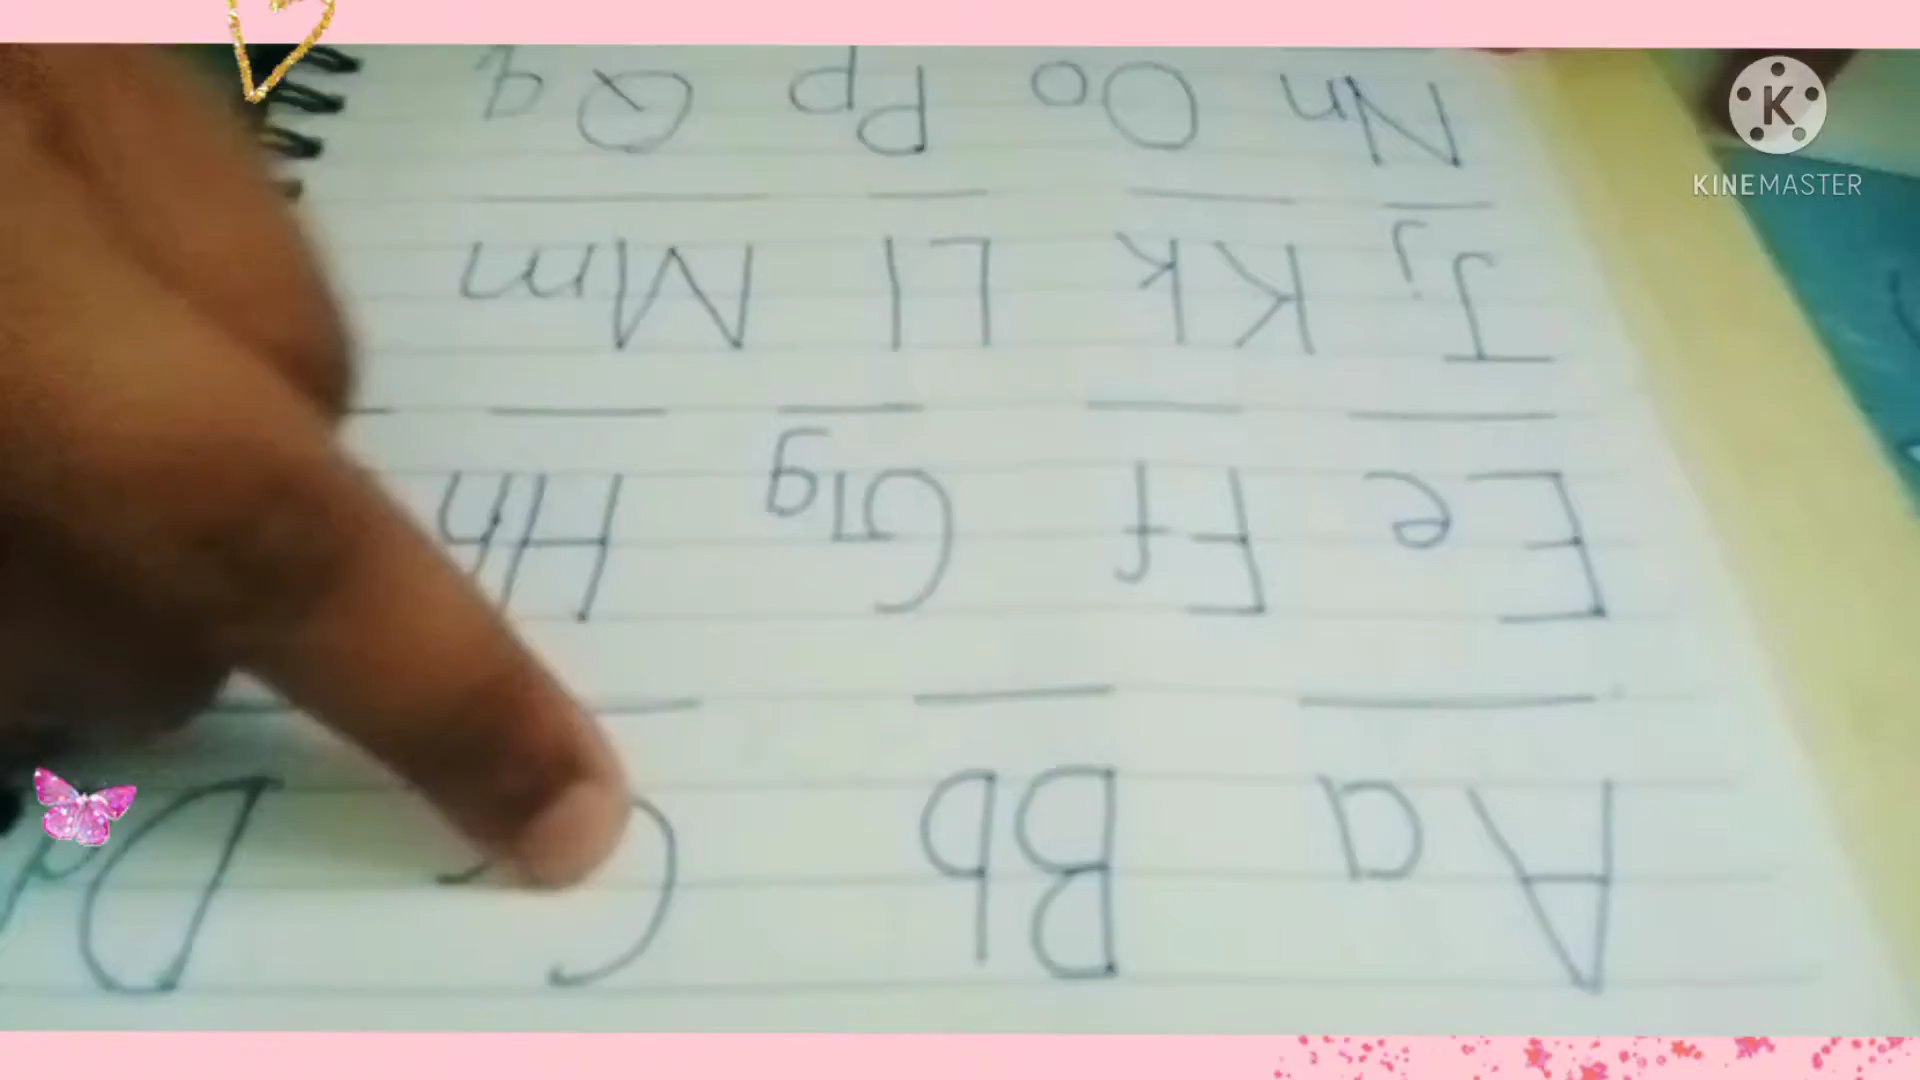 Aa Bb C D
Ee Ff Gg Hh
Jj Kk Ll Mm
Nn Oo Pp Qq
K
KINEMASTER